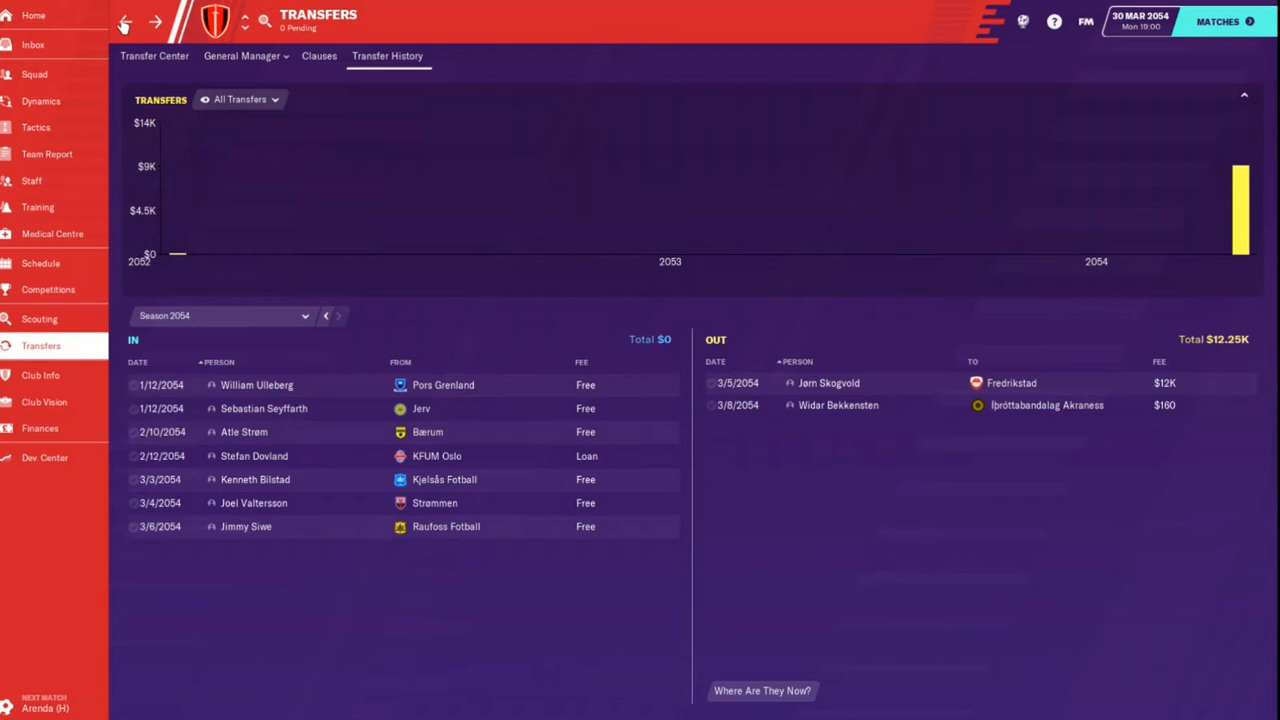 Home
TRANSFERS
0 Pending
FM
30 MAR 2054
Mon 19:00
MATCHES
Inbox
Squad
Dynamics
Tactics
Team Report
Staff
Training
Medical Centre
Schedule
Competitions
Scouting
Transfers
Club Info
Club Vision
Finances
Dev. Center
NEXT MATCH
Arenda (H)
Transfer Center General Manager Clauses Transfer History
TRANSFERS All Transfers
$14K
$9K
$4.5K
$0
2052 2053 2054
Season 2054
IN Total $0
DATE PERSON FROM FEE
1/12/2054 William Ulleberg Pors Grenland Free
1/12/2054 Sebastian Seyffarth Jerv Free
2/10/2054 Atle Strøm Bærum Free
2/12/2054 Stefan Dovland KFUM Oslo Loan
3/3/2054 Kenneth Bilstad Kjelsås Fotball Free
3/4/2054 Joel Valtersson Strømmen Free
3/6/2054 Jimmy Siwe Raufoss Fotball Free
OUT Total $12.25K
DATE PERSON TO FEE
3/5/2054 Jørn Skogvold Fredrikstad $12K
3/8/2054 Widar Bekkensten Íþróttabandalag Akraness $160
Where Are They Now?